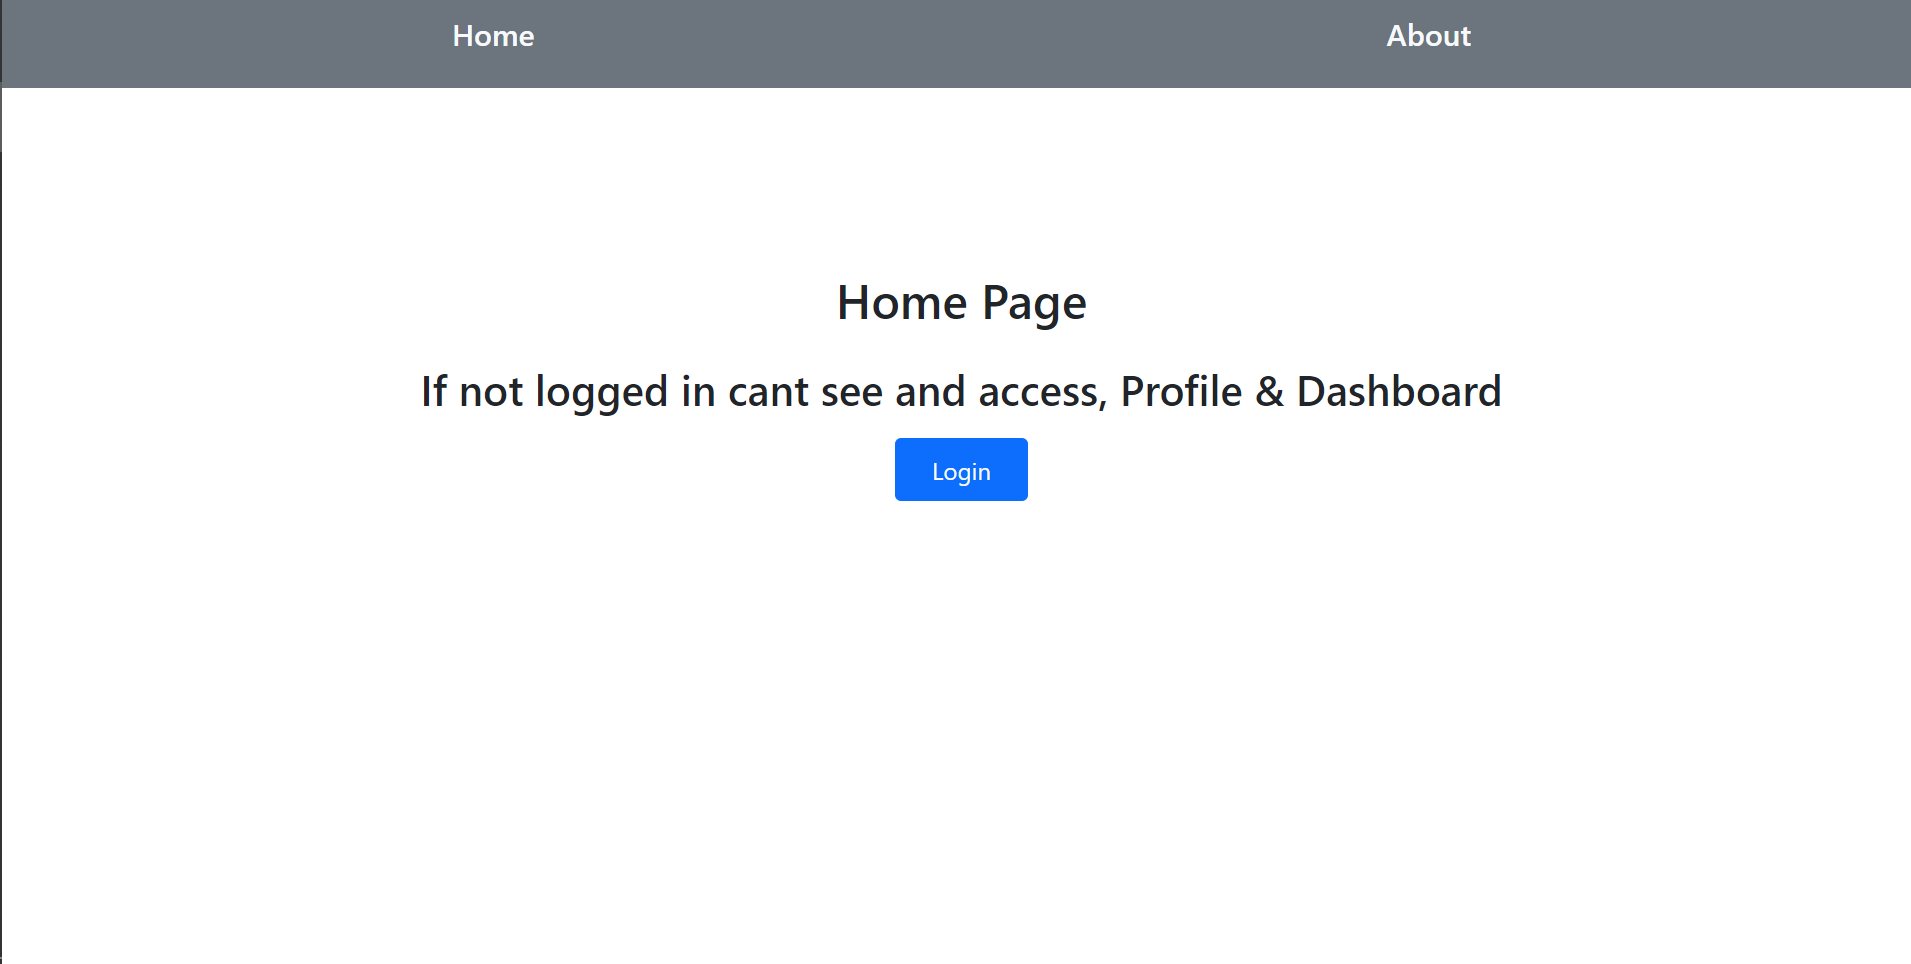 Home About
Home Page
If not logged in cant see and access, Profile & Dashboard
Login